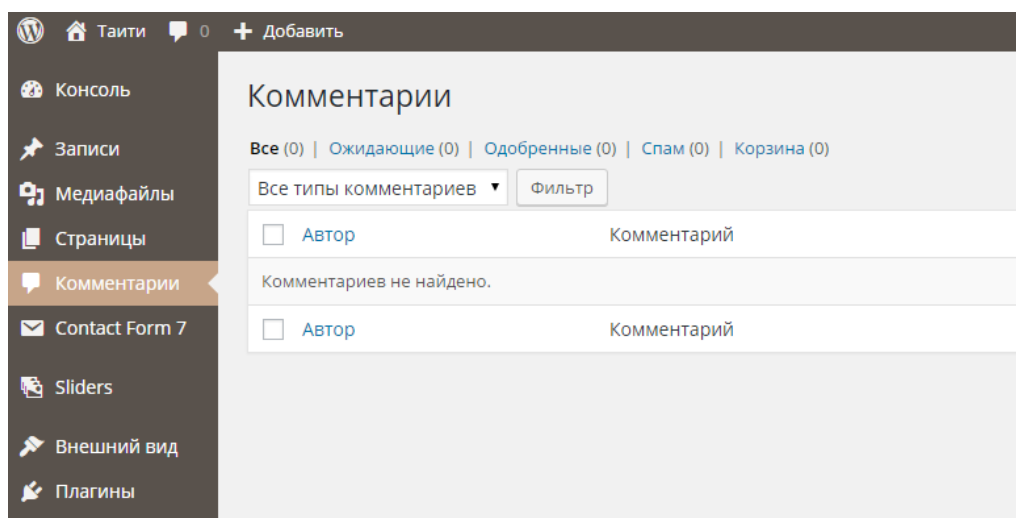 Таити 0 Добавить
Консоль
Записи
Медиафайлы
Страницы
Комментарии
Contact Form 7
Sliders
Внешний вид
Плагины
Комментарии
Все (0) | Ожидающие (0) | Одобренные (0) | Спам (0) | Корзина (0)
Все типы комментариев Фильтр
Автор Комментарий
Комментариев не найдено.
Автор Комментарий